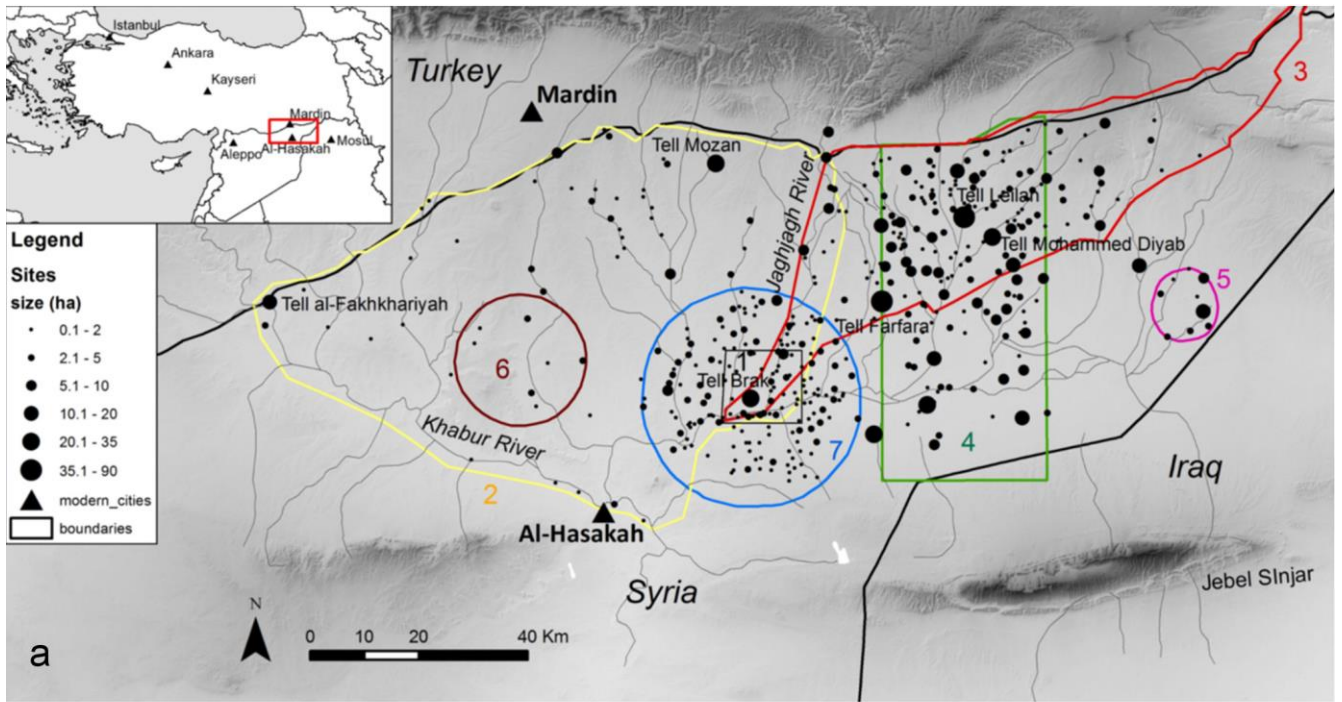 Istanbul
Ankara
Kayseri
Mardin
Aleppo
Al-Hasakah
Mosul
Turkey
Mardin
3
Tell Mozan
Jaghjagh River
Tell Leilan
Tell Mohammed Diyab
5
Legend
Sites
size (ha)
0.1 - 2
2.1 - 5
5.1 - 10
10.1 - 20
20.1 - 35
35.1 - 90
modern_cities
boundaries
Tell al-Fakhkhariyah
Tell Farfara
6
1
Tell Brak
Khabur River
7
4
2
Iraq
Al-Hasakah
Syria
Jebel SInjar
N
0 10 20 40 Km
a